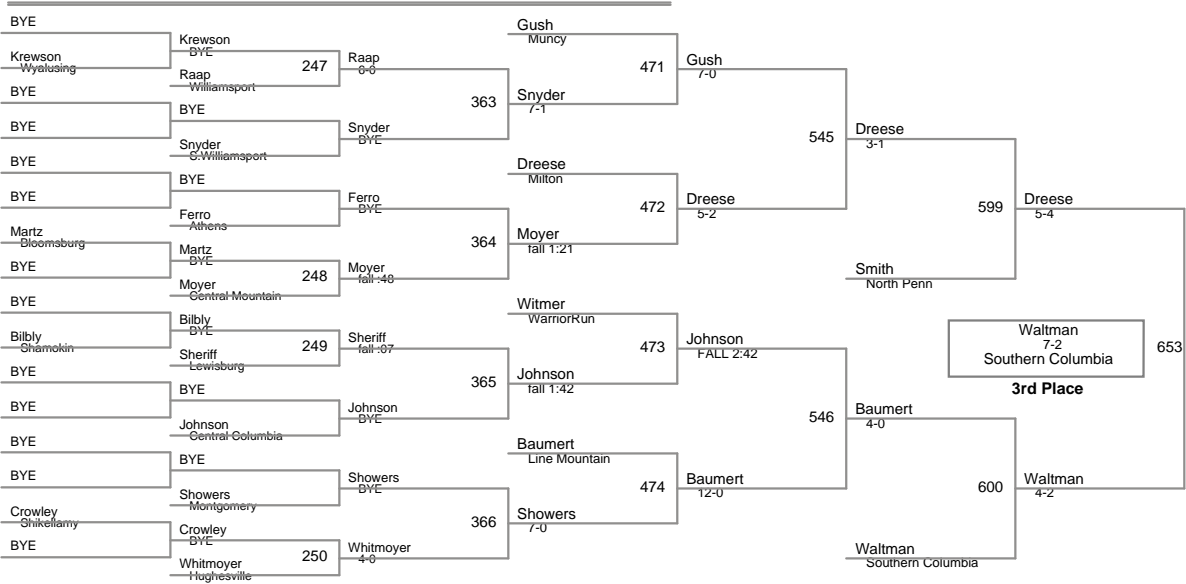 BYE
Krewson
Wyalusing
BYE
BYE
BYE
BYE
Martz
Bloomsburg
BYE
BYE
Bilbly
Shamokin
BYE
BYE
BYE
BYE
Crowley
Shikellamy
BYE
Krewson
BYE
247
Raap
Williamsport
BYE
Snyder
S.Williamsport
BYE
Ferro
Athens
Martz
BYE
248
Moyer
Central Mountain
Bilbly
BYE
249
Sheriff
Lewisburg
BYE
Johnson
Central Columbia
BYE
Showers
Montgomery
Crowley
BYE
250
Whitmoyer
Hughesville
Raap
6-0
363
Snyder
BYE
Ferro
BYE
364
Moyer
fall :48
Sheriff
fall :07
365
Johnson
BYE
Showers
BYE
366
Whitmoyer
4-0
Gush
Muncy
471
Snyder
7-1
Dreese
Milton
472
Moyer
fall 1:21
Witmer
WarriorRun
473
Johnson
fall 1:42
Baumert
Line Mountain
474
Showers
7-0
Gush
7-0
545
Dreese
5-2
Johnson
FALL 2:42
546
Baumert
12-0
Dreese
3-1
599
Smith
North Penn
Baumert
4-0
600
Waltman
Southern Columbia
Dreese
5-4
Waltman
7-2
Southern Columbia
653
3rd Place
Waltman
4-2